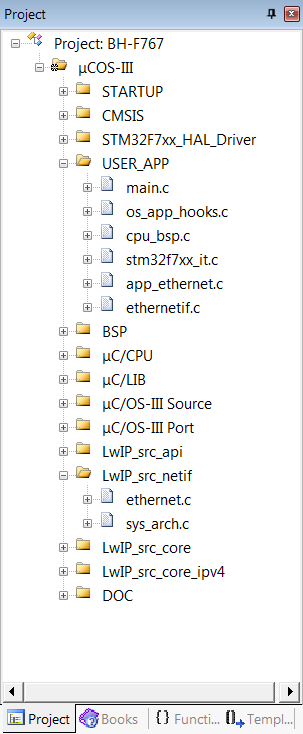 Project
Project: BH-F767
µCOS-III
STARTUP
CMSIS
STM32F7xx_HAL_Driver
USER_APP
main.c
os_app_hooks.c
cpu_bsp.c
stm32f7xx_it.c
app_ethernet.c
ethernetif.c
BSP
µC/CPU
µC/LIB
µC/OS-III Source
µC/OS-III Port
LwIP_src_api
LwIP_src_netif
ethernet.c
sys_arch.c
LwIP_src_core
LwIP_src_core_ipv4
DOC
Project Books {} Functi... 0 Templ...